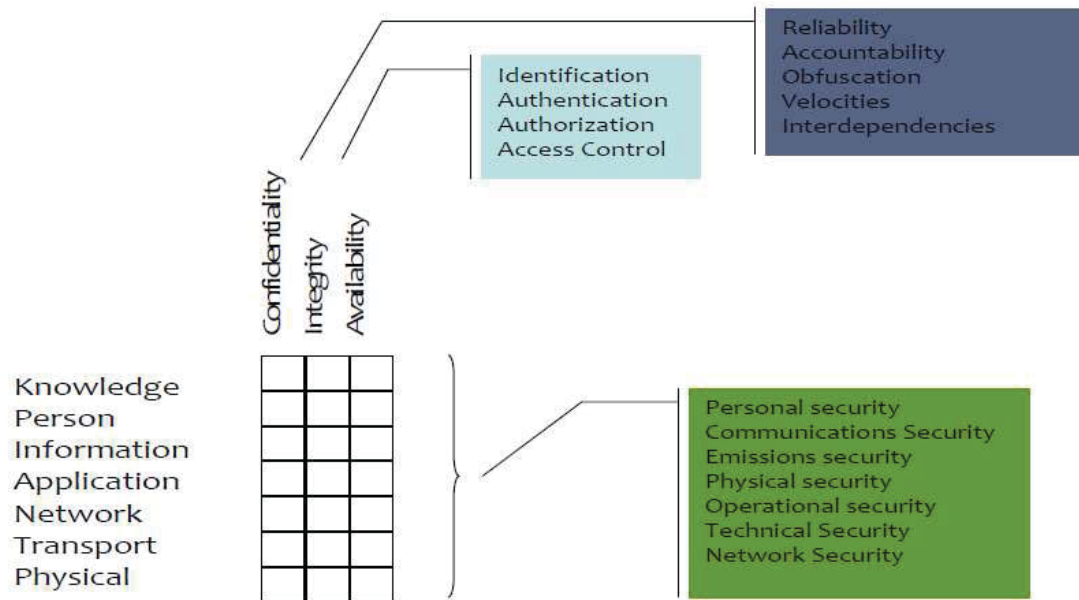 Reliability
Accountability
Obfuscation
Velocities
Interdependencies
Identification
Authentication
Authorization
Access Control
Confidentiality
Integrity
Availability
Knowledge
Person
Information
Application
Network
Transport
Physical
Personal security
Communications Security
Emissions security
Physical security
Operational security
Technical Security
Network Security